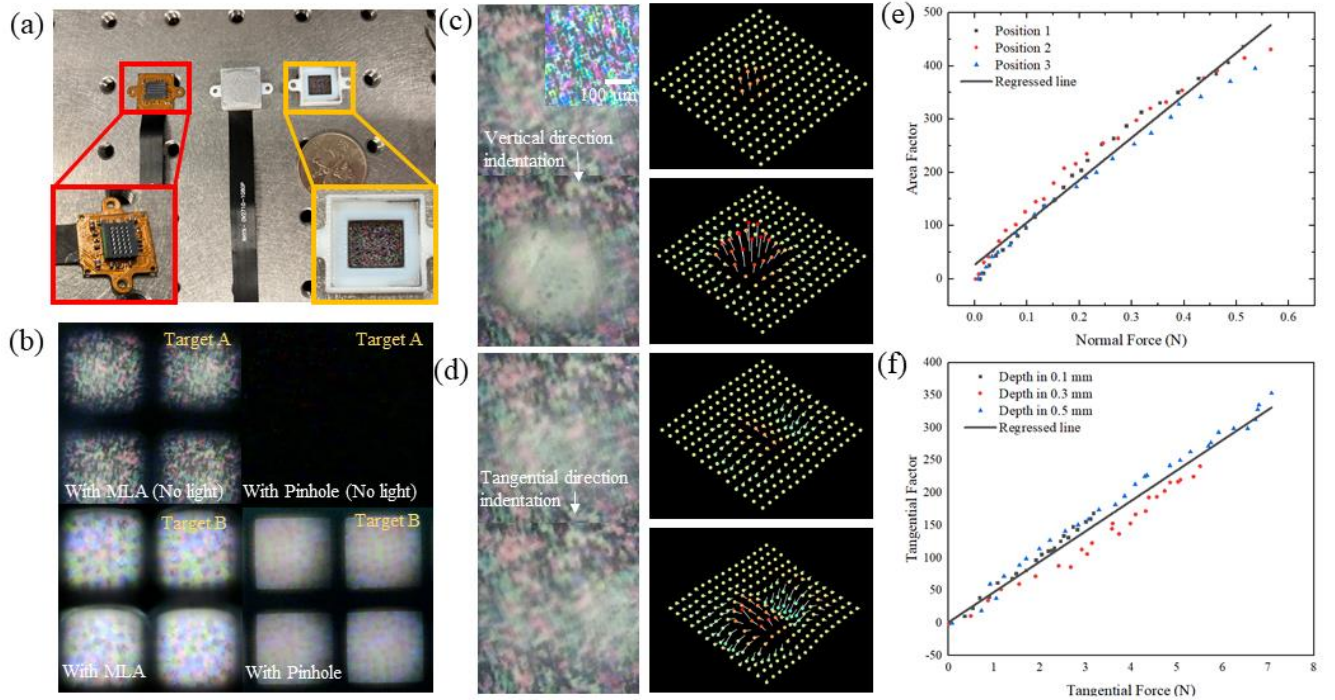 (a)
(b)
Target A
Target A
With MLA (No light)
With Pinhole (No light)
Target B
Target B
With MLA
With Pinhole
(c)
100 μm
Vertical direction
indentation
(d)
Tangential direction
indentation
(e)
500
400
300
200
100
0
Area Factor
Position 1
Position 2
Position 3
Regressed line
0.0
0.1
0.2
0.3
0.4
0.5
0.6
Normal Force (N)
(f)
400
350
300
250
200
150
100
50
0
-50
Tangential Factor
Depth in 0.1 mm
Depth in 0.3 mm
Depth in 0.5 mm
Regressed line
0
1
2
3
4
5
6
7
8
Tangential Force (N)